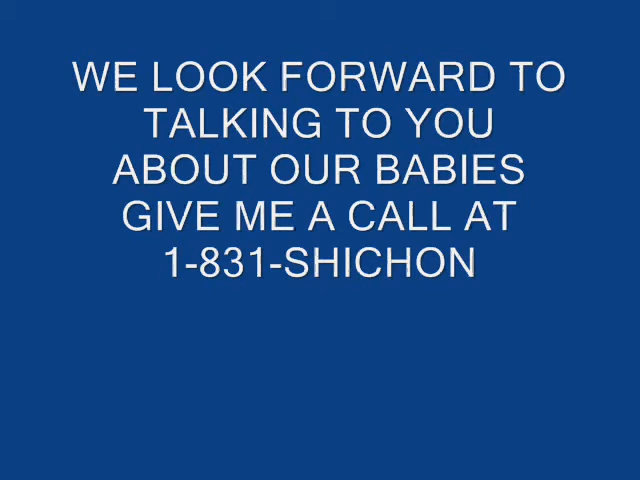 WE LOOK FORWARD TO
TALKING TO YOU
ABOUT OUR BABIES
GIVE ME A CALL AT
1-831-SHICHON